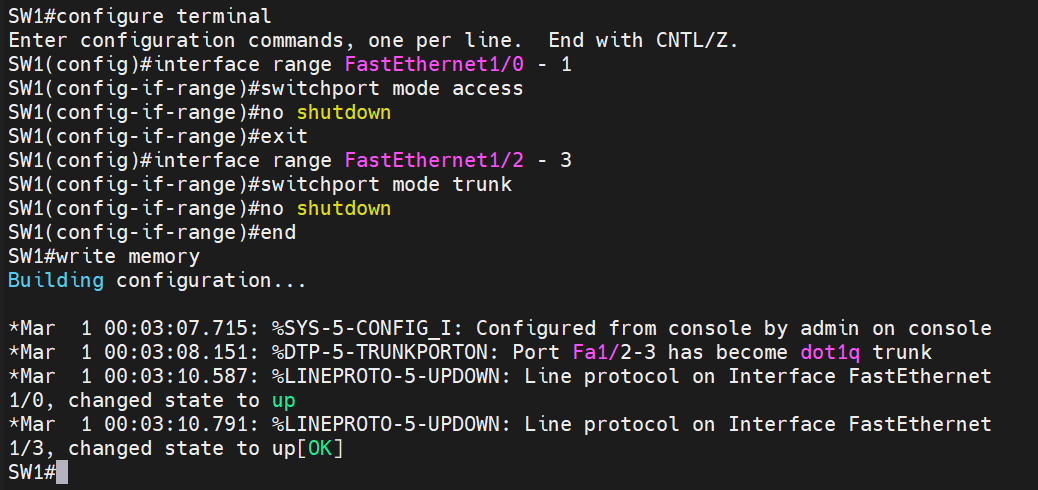 SW1#configure terminal
Enter configuration commands, one per line.  End with CNTL/Z.
SW1(config)#interface range FastEthernet1/0 - 1
SW1(config-if-range)#switchport mode access
SW1(config-if-range)#no shutdown
SW1(config-if-range)#exit
SW1(config)#interface range FastEthernet1/2 - 3
SW1(config-if-range)#switchport mode trunk
SW1(config-if-range)#no shutdown
SW1(config-if-range)#end
SW1#write memory
Building configuration...

*Mar  1 00:03:07.715: %SYS-5-CONFIG_I: Configured from console by admin on console
*Mar  1 00:03:08.151: %DTP-5-TRUNKPORTON: Port Fa1/2-3 has become dot1q trunk
*Mar  1 00:03:10.587: %LINEPROTO-5-UPDOWN: Line protocol on Interface FastEthernet
1/0, changed state to up
*Mar  1 00:03:10.791: %LINEPROTO-5-UPDOWN: Line protocol on Interface FastEthernet
1/3, changed state to up[OK]
SW1#